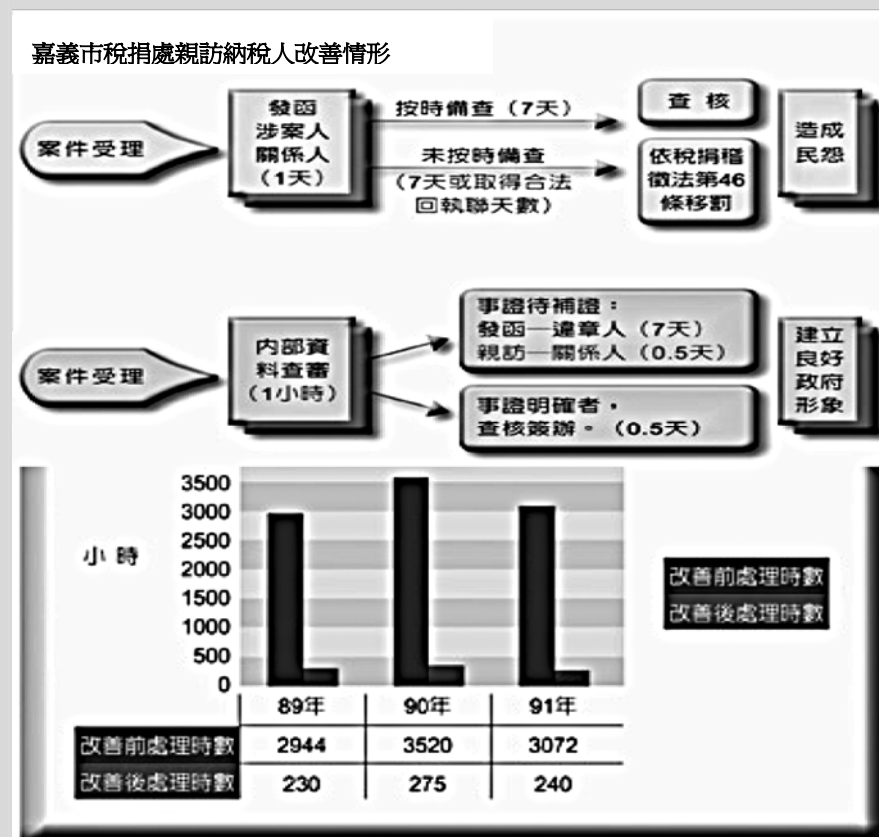 嘉義市稅捐處親訪納稅人改善情形
案件受理
發函
涉案人
關係人
(1天)
按時備查(7天)
未按時備查
(7天或取得合法
回執聯天數)
查核
依稅捐稽
徵法第46
條移罰
造成
民怨
案件受理
內部資
料查審
(1小時)
事證待補證：
發函—違章人(7天)
親訪—關係人(0.5天)
事證明確者，
查核簽辦。(0.5天)
建立
良好
政府
形象
小時
3500
3000
2500
2000
1500
1000
500
0
改善前處理時數
改善後處理時數
89年 90年 91年
改善前處理時數 2944 3520 3072
改善後處理時數 230 275 240